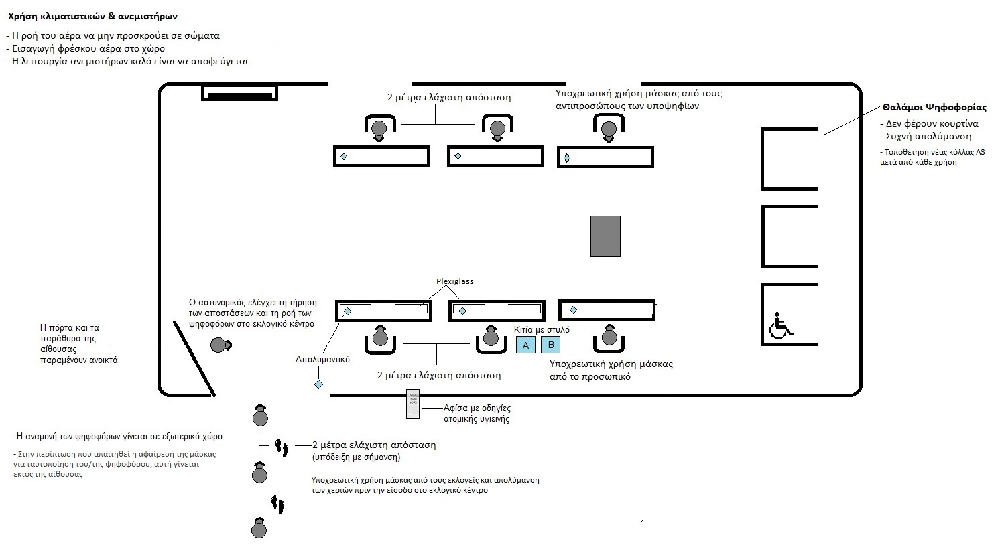 Χρήση κλιματιστικών & ανεμιστήρων
- Η ροή του αέρα να μην προσκρούει σε σώματα
- Εισαγωγή φρέσκου αέρα στο χώρο
- Η λειτουργία ανεμιστήρων καλό είναι να αποφεύγεται
2 μέτρα ελάχιστη απόσταση
Υποχρεωτική χρήση μάσκας από τους
αντιπροσώπους των υποψηφίων
Θαλάμοι Ψηφοφορίας
- Δεν φέρουν κουρτίνα
- Συχνή απολύμανση
- Τοποθέτηση νέας κόλλας Α3
μετά από κάθε χρήση
Plexiglass
Ο αστυνομικός ελέγχει τη τήρηση
των αποστάσεων και τη ροή των
ψηφοφόρων στο εκλογικό κέντρο
Η πόρτα και τα
παράθυρα της
αίθουσας
παραμένουν ανοικτά
Κιτία με στυλό
A
B
Απολυμαντικό
2 μέτρα ελάχιστη απόσταση
Υποχρεωτική χρήση μάσκας
από το προσωπικό
Αφίσα με οδηγίες
ατομικής υγιεινής
- Η αναμονή των ψηφοφόρων γίνεται σε εξωτερικό χώρο
- Στην περίπτωση που απαιτηθεί η αφαίρεσή της μάσκας
για ταυτοποίηση του/της ψηφοφόρου, αυτή γίνεται
εκτός της αίθουσας
2 μέτρα ελάχιστη απόσταση
(υπόδειξη με σήμανση)
Υποχρεωτική χρήση μάσκας από τους εκλογείς και απολύμανση
των χεριών πριν την είσοδο στο εκλογικό κέντρο